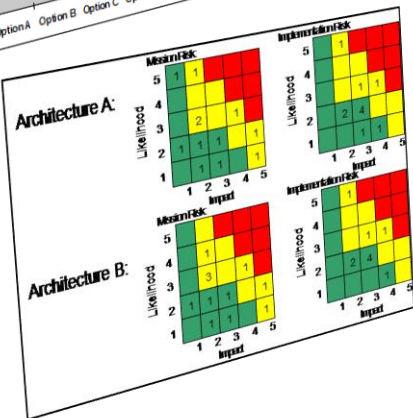 Option A Option B Option C
Mission Risk
Implementation Risk
Architecture A:
Likelihood
5
4
3
2
1
1 1
2 1
1 1 1 1
1 1 1
1 2 3 4 5
Impact
Likelihood
5
4
3
2
1
1
1 1
2 4
1 1
1 2 3 4 5
Impact
Mission Risk
Implementation Risk
Architecture B:
Likelihood
5
4
3
2
1
1
3 1
1 1 1 1
1 1
1 2 3 4 5
Impact
Likelihood
5
4
3
2
1
1
1 1
2 4
1
1 2 3 4 5
Impact